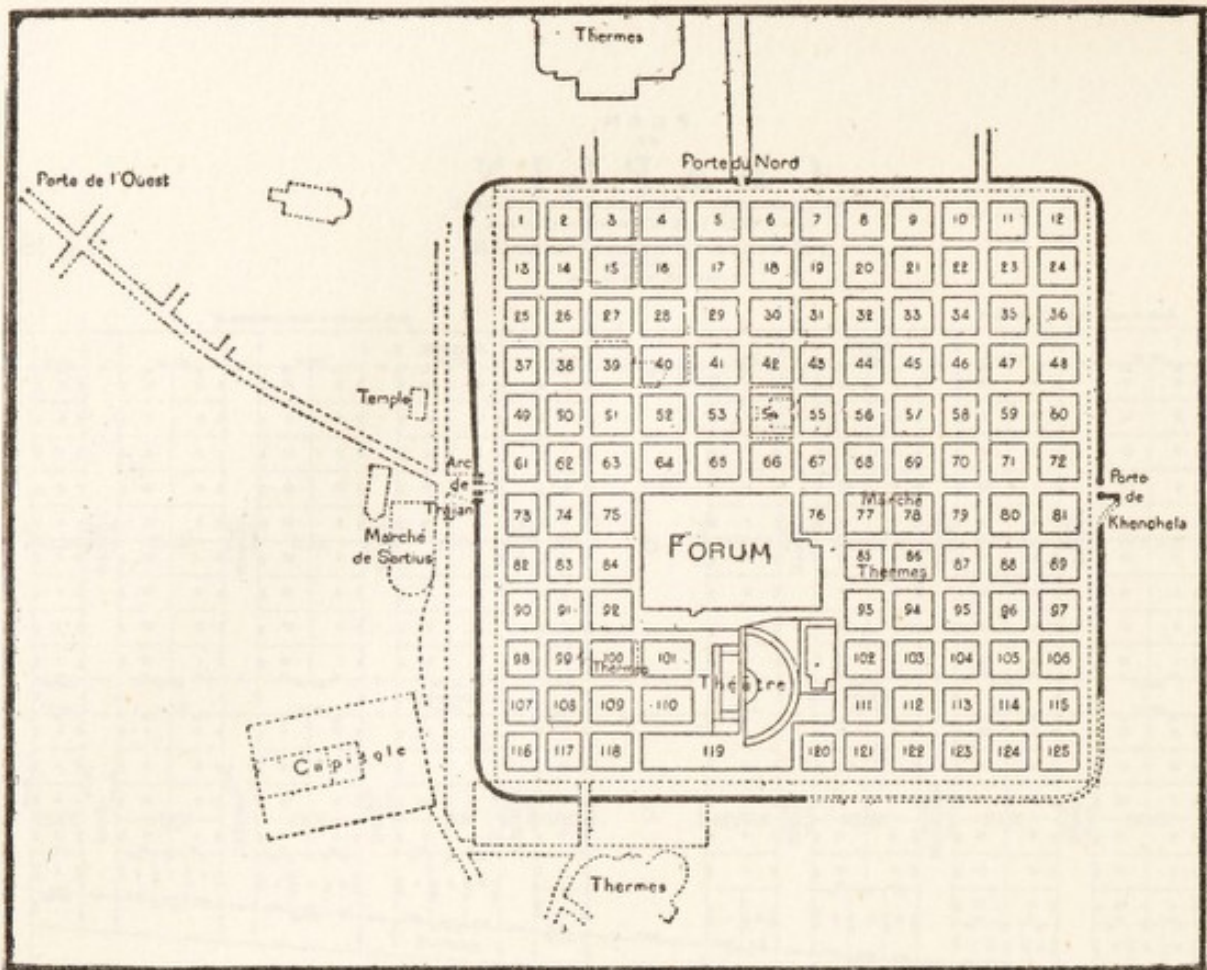 Thermes
Porte du Nord
Porte de l'Ouest
1 2 3 4 5 6 7 8 9 10 11 12
13 14 15 16 17 18 19 20 21 22 23 24
25 26 27 28 29 30 31 32 33 34 35 36
37 38 39 40 41 42 43 44 45 46 47 48
Temple
49 50 51 52 53 54 55 56 57 58 59 60
Arc
de
Trajan
61 62 63 64 65 66 67 68 69 70 71 72
Porte
de
Khenchela
Marché
73 74 75 76 77 78 79 80 81
FORUM
Marché
de Sertius
82 83 84 85 86 87 88 89
Thermes
90 91 92 93 94 95 96 97
98 99 100 101 102 103 104 105 106
Thermes
Théâtre
107 108 109 110 111 112 113 114 115
Capitole
116 117 118 119 120 121 122 123 124 125
Thermes